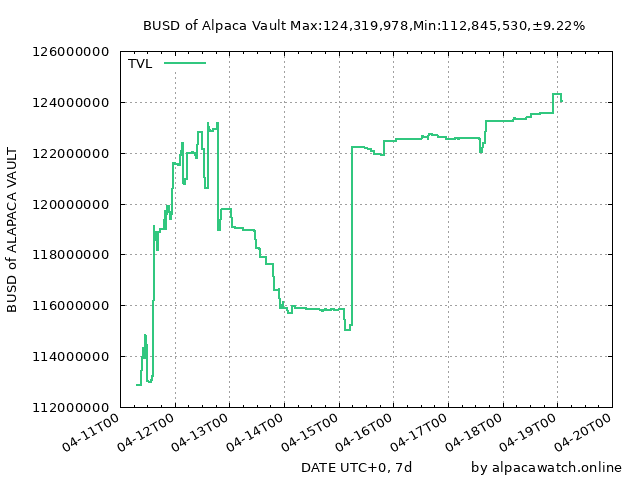 BUSD of Alpaca Vault Max:124,319,978,Min:112,845,530,±9.22%
126000000
TVL
124000000
122000000
120000000
118000000
116000000
114000000
112000000
BUSD of ALAPACA VAULT
04-11T00
04-12T00
04-13T00
04-14T00
04-15T00
04-16T00
04-17T00
04-18T00
04-19T00
04-20T00
DATE UTC+0, 7d
by alpacawatch.online